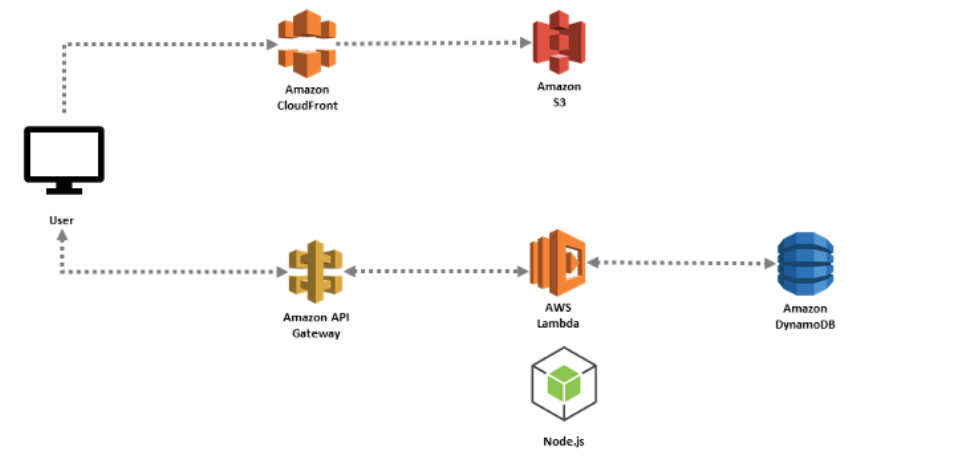 Amazon
CloudFront
Amazon
S3
User
Amazon API
Gateway
AWS
Lambda
Amazon
DynamoDB
Node.js